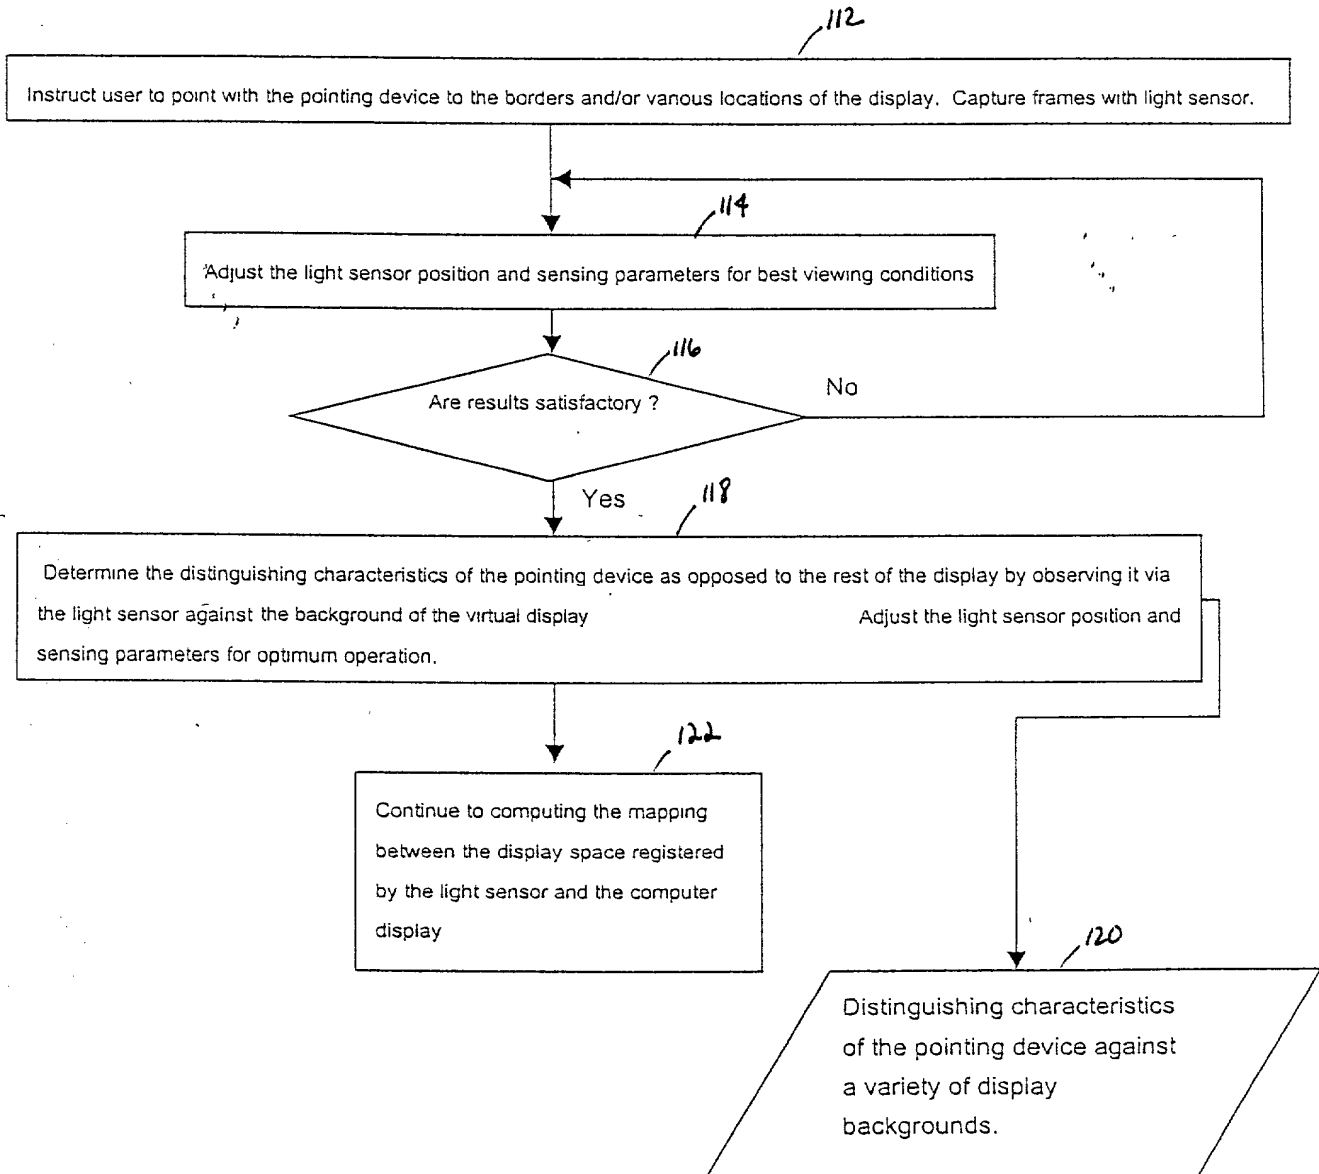 112
Instruct user to point with the pointing device to the borders and/or various locations of the display. Capture frames with light sensor.
114
Adjust the light sensor position and sensing parameters for best viewing conditions
116
Are results satisfactory ?
No
Yes
118
Determine the distinguishing characteristics of the pointing device as opposed to the rest of the display by observing it via
the light sensor against the background of the virtual display Adjust the light sensor position and
sensing parameters for optimum operation.
122
Continue to computing the mapping
between the display space registered
by the light sensor and the computer
display
120
Distinguishing characteristics
of the pointing device against
a variety of display
backgrounds.